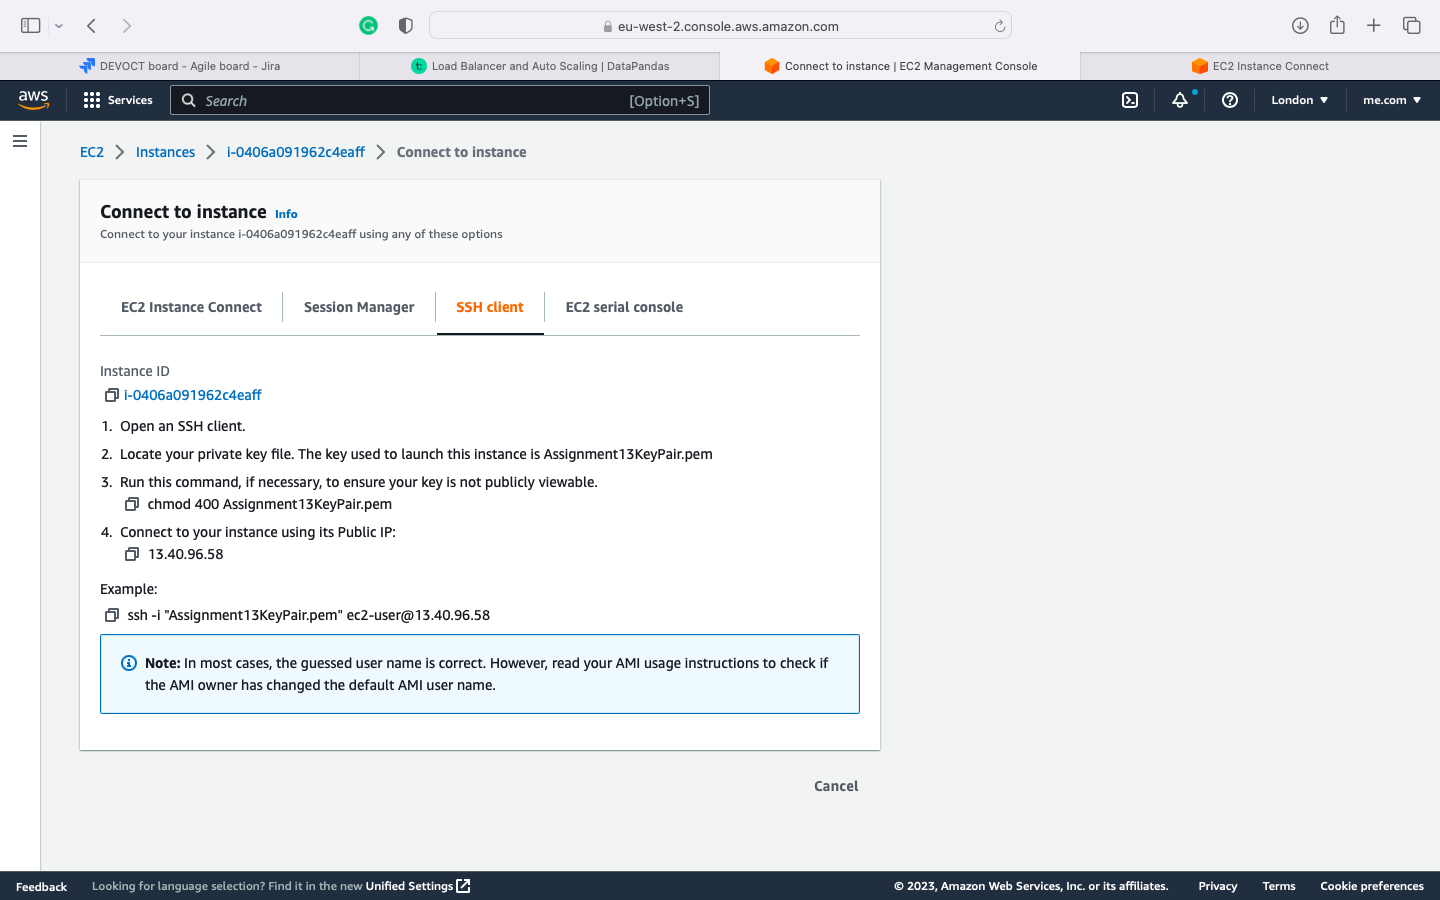 eu-west-2.console.aws.amazon.com
DEVOCT board - Agile board - Jira
Load Balancer and Auto Scaling | DataPandas
Connect to instance | EC2 Management Console
EC2 Instance Connect
aws
Services
Search
[Option+S]
London
me.com
EC2
Instances
i-0406a091962c4eaff
Connect to instance
Connect to instance Info
Connect to your instance i-0406a091962c4eaff using any of these options
EC2 Instance Connect
Session Manager
SSH client
EC2 serial console
Instance ID
i-0406a091962c4eaff
1. Open an SSH client.
2. Locate your private key file. The key used to launch this instance is Assignment13KeyPair.pem
3. Run this command, if necessary, to ensure your key is not publicly viewable.
chmod 400 Assignment13KeyPair.pem
4. Connect to your instance using its Public IP:
13.40.96.58
Example:
ssh -i "Assignment13KeyPair.pem" ec2-user@13.40.96.58
Note: In most cases, the guessed user name is correct. However, read your AMI usage instructions to check if
the AMI owner has changed the default AMI user name.
Cancel
Feedback
Looking for language selection? Find it in the new Unified Settings
© 2023, Amazon Web Services, Inc. or its affiliates.
Privacy
Terms
Cookie preferences